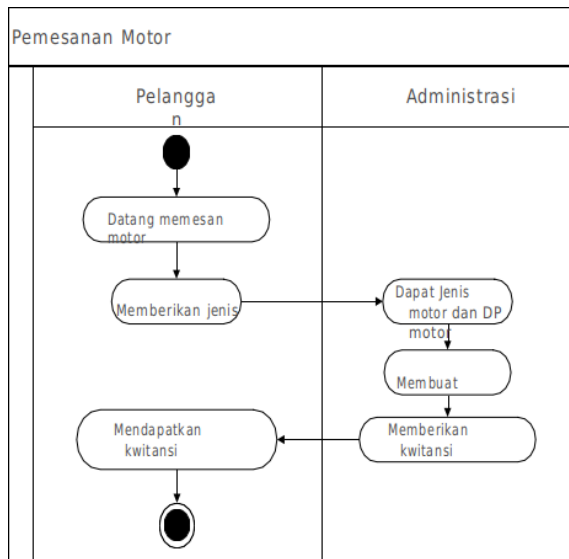 Pemesanan Motor
Pelangga
n
Administrasi
Datang memesan
motor
Memberikan jenis
Dapat Jenis
motor dan DP
motor
Membuat
Memberikan
kwitansi
Mendapatkan
kwitansi